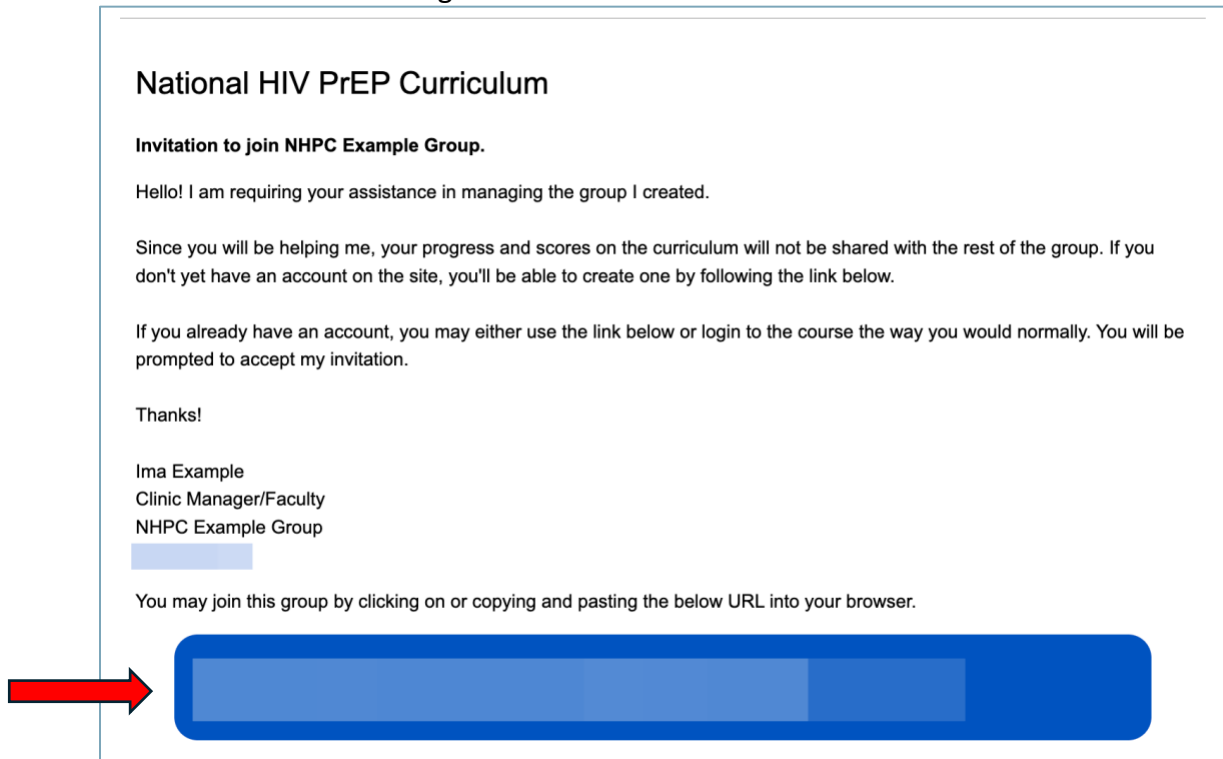 National HIV PrEP Curriculum
Invitation to join NHPC Example Group.
Hello! I am requiring your assistance in managing the group I created.
Since you will be helping me, your progress and scores on the curriculum will not be shared with the rest of the group. If you
don't yet have an account on the site, you'll be able to create one by following the link below.
If you already have an account, you may either use the link below or login to the course the way you would normally. You will be
prompted to accept my invitation.
Thanks!
Ima Example
Clinic Manager/Faculty
NHPC Example Group
You may join this group by clicking on or copying and pasting the below URL into your browser.